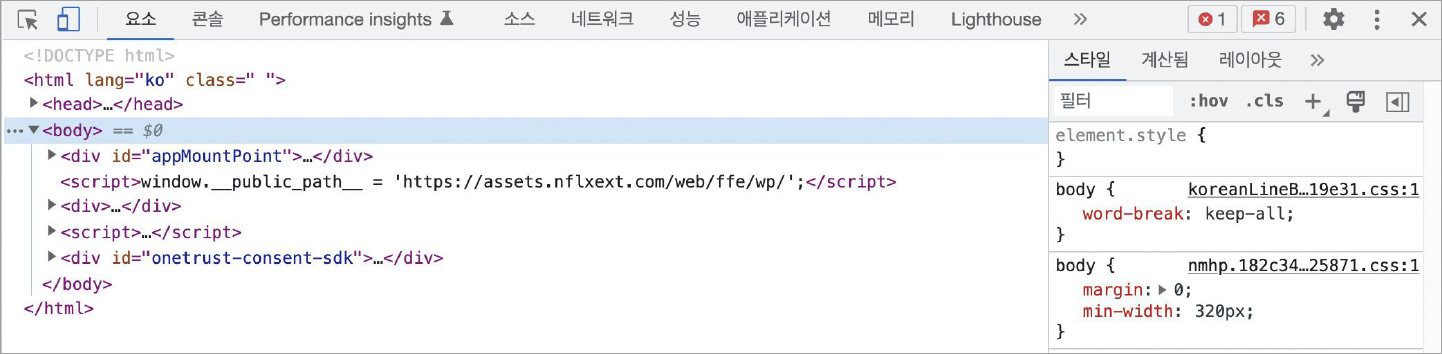 요소 콘솔 Performance insights 소스 네트워크 성능 애플리케이션 메모리 Lighthouse » 1 6
<!DOCTYPE html>
<html lang="ko" class=" ">
<head>…</head>
<body> == $0
<div id="appMountPoint">…</div>
<script>window.__public_path__ = 'https://assets.nflxext.com/web/ffe/wp/';</script>
<div>…</div>
<script>…</script>
<div id="onetrust-consent-sdk">…</div>
</body>
</html>
스타일 계산됨 레이아웃 »
필터 :hov .cls +
element.style {
}
body { koreanLineB…19e31.css:1
word-break: keep-all;
}
body { nmhp.182c34…25871.css:1
margin: 0;
min-width: 320px;
}